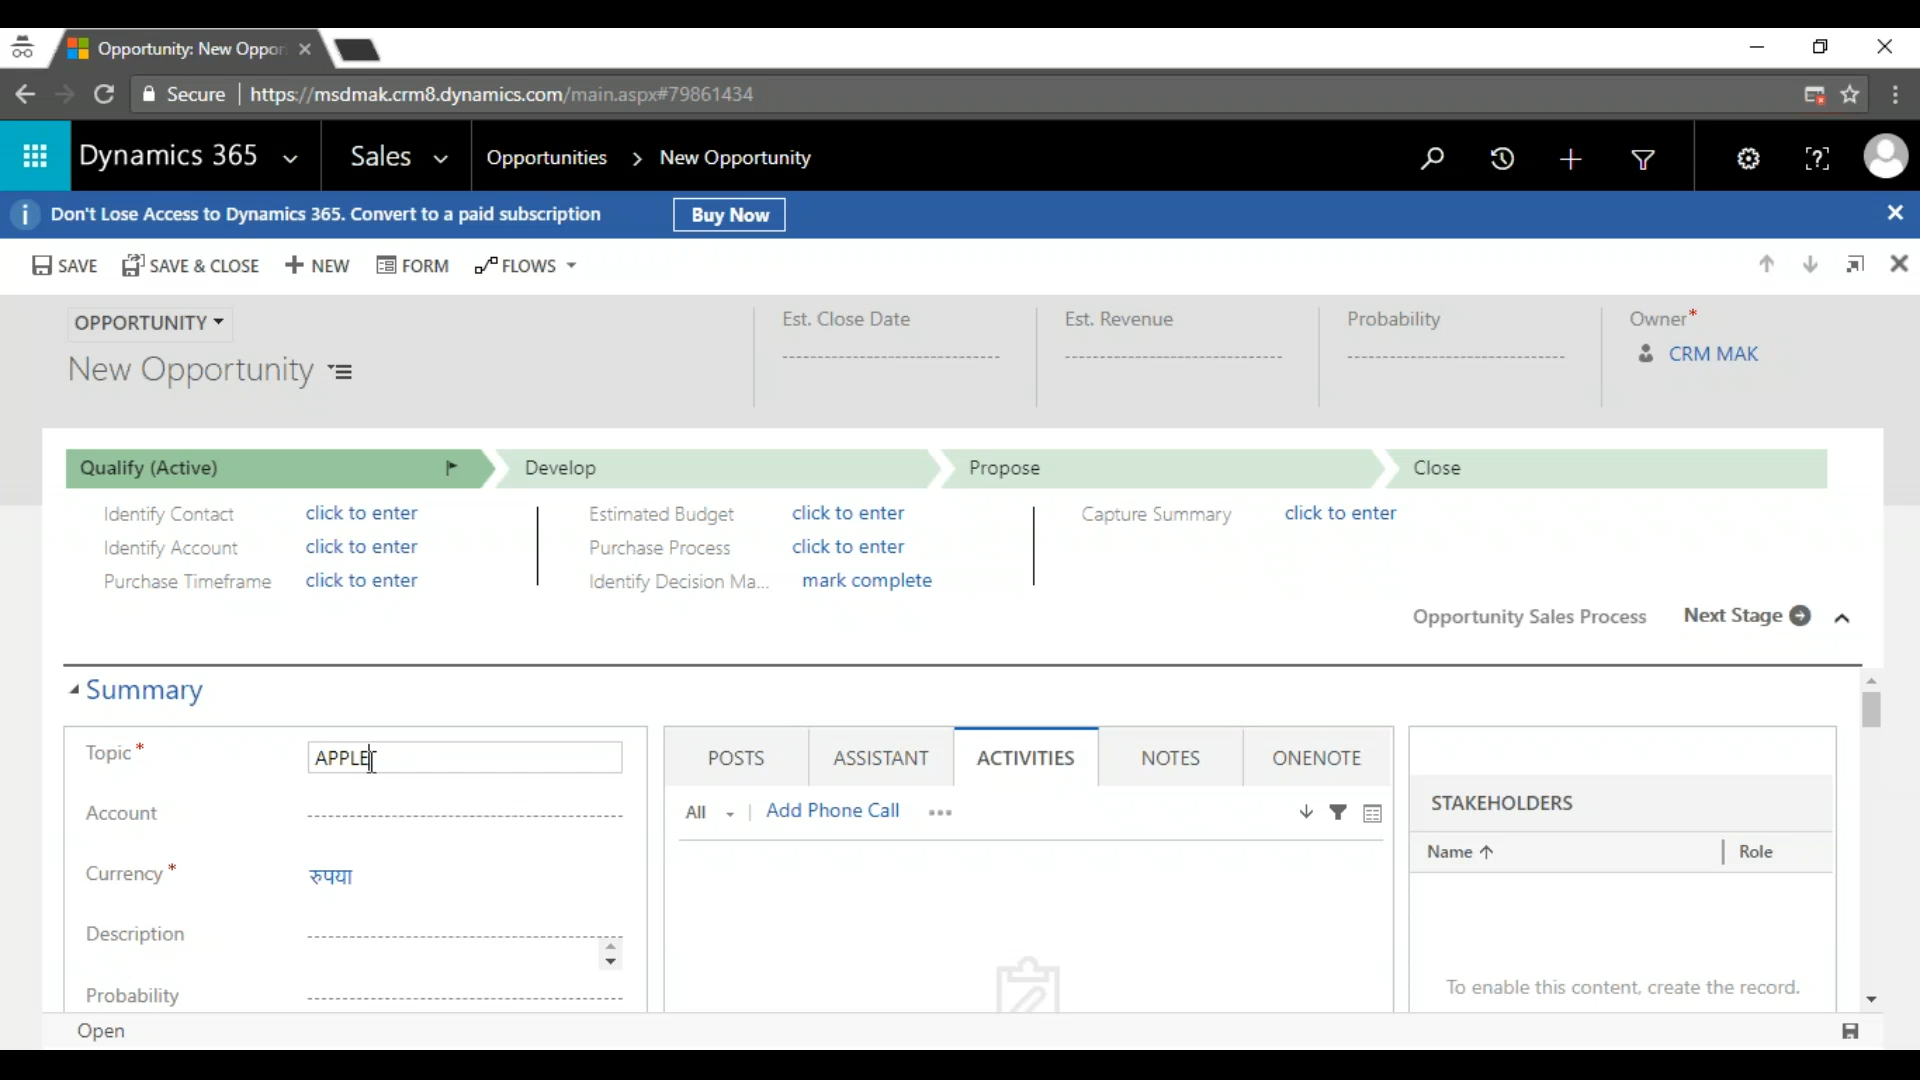 Opportunity: New Oppor
Secure https://msdmak.crm8.dynamics.com/main.aspx#79861434
Dynamics 365 Sales Opportunities > New Opportunity
Don't Lose Access to Dynamics 365. Convert to a paid subscription Buy Now
SAVE SAVE & CLOSE NEW FORM FLOWS
OPPORTUNITY Est. Close Date Est. Revenue Probability Owner*
New Opportunity CRM MAK
Qualify (Active) Develop Propose Close
Identify Contact click to enter Estimated Budget click to enter Capture Summary click to enter
Identify Account click to enter Purchase Process click to enter
Purchase Timeframe click to enter Identify Decision Ma... mark complete
Opportunity Sales Process Next Stage
Summary
Topic* APPLE POSTS ASSISTANT ACTIVITIES NOTES ONENOTE
Account All Add Phone Call STAKEHOLDERS
Name Role
Currency* रुपया
Description
Probability To enable this content, create the record.
Open